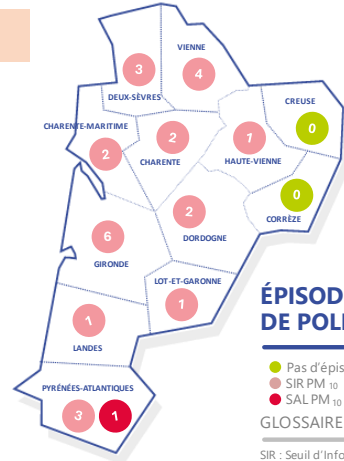 VIENNE
3
4
DEUX-SÈVRES
CREUSE
0
CHARENTE-MARITIME
2
2
1
CHARENTE
HAUTE-VIENNE
0
2
CORRÈZE
6
DORDOGNE
GIRONDE
LOT-ET-GARONNE
1
1
LANDES
PYRÉNÉES-ATLANTIQUES
3
1
ÉPISOD
DE POL
Pas d'épis
SIR PM 10
SAL PM 10
GLOSSAIRE
SIR : Seuil d'Info